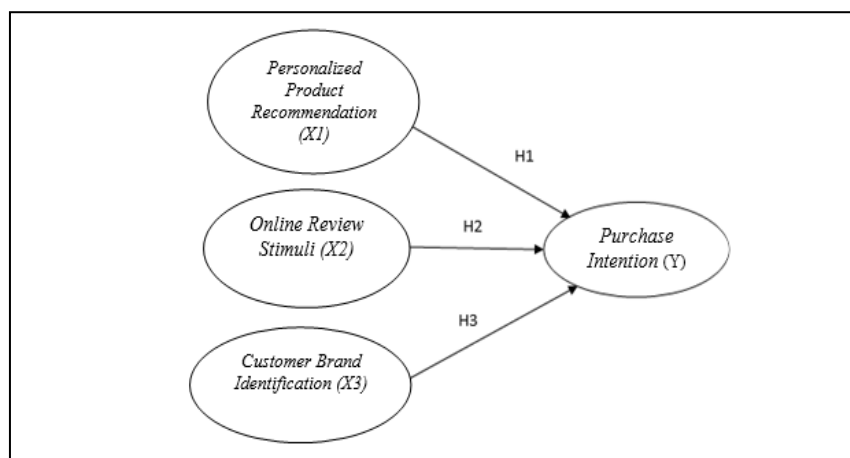 Personalized
Product
Recommendation
(X1)
H1
Online Review
Stimuli (X2)
H2
Purchase
Intention (Y)
H3
Customer Brand
Identification (X3)